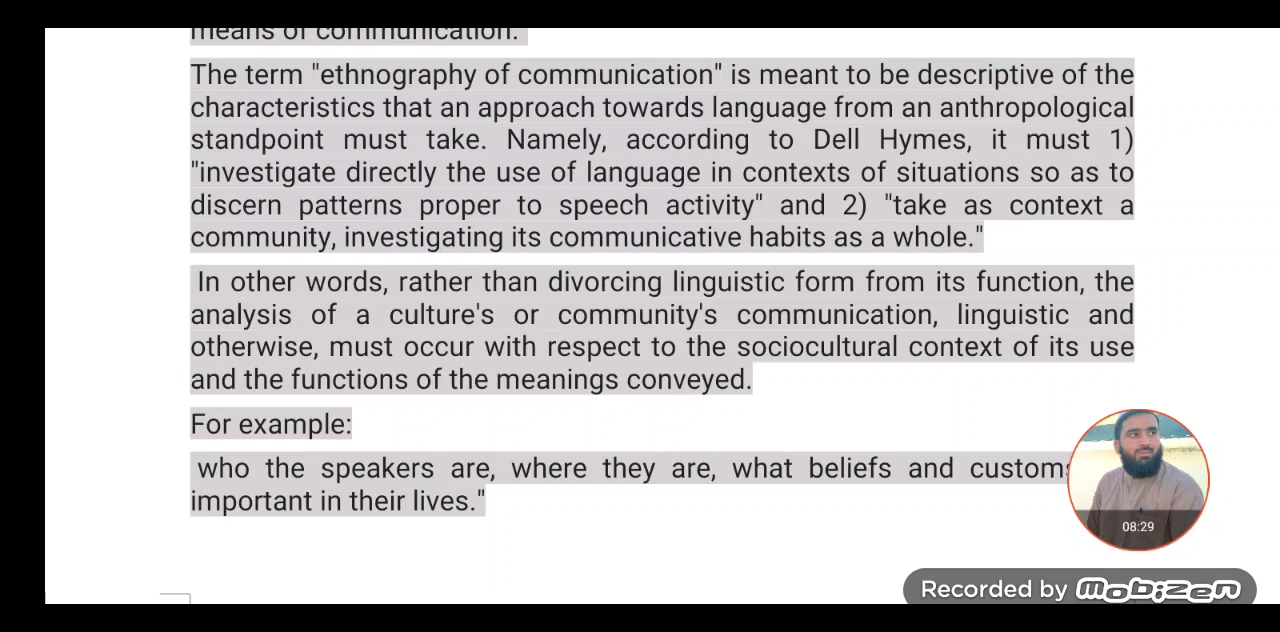 means of communication.
The term "ethnography of communication" is meant to be descriptive of the
characteristics that an approach towards language from an anthropological
standpoint must take. Namely, according to Dell Hymes, it must 1)
"investigate directly the use of language in contexts of situations so as to
discern patterns proper to speech activity" and 2) "take as context a
community, investigating its communicative habits as a whole."
In other words, rather than divorcing linguistic form from its function, the
analysis of a culture's or community's communication, linguistic and
otherwise, must occur with respect to the sociocultural context of its use
and the functions of the meanings conveyed.
For example:
who the speakers are, where they are, what beliefs and customs
important in their lives."
08:29
Recorded by mobizen